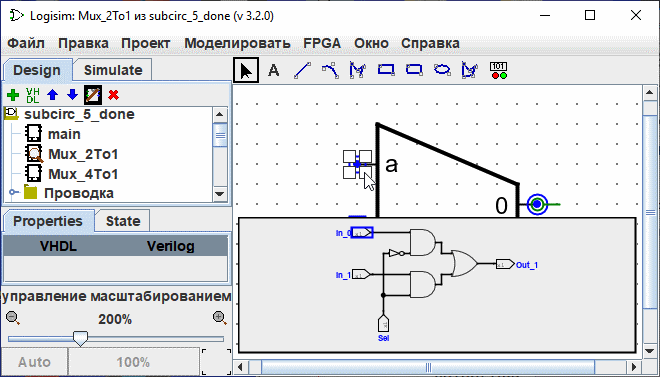 Logisim: Mux_2To1 из subcirc_5_done (v 3.2.0)
Файл Правка Проект Моделировать FPGA Окно Справка
Design Simulate
A
101
VH
DL
subcirc_5_done
main
Mux_2To1
Mux_4To1
Проводка
Properties State
VHDL Verilog
управление масштабированием
200%
Auto 100%
a
0
In_0
In_1
Out_1
Sel